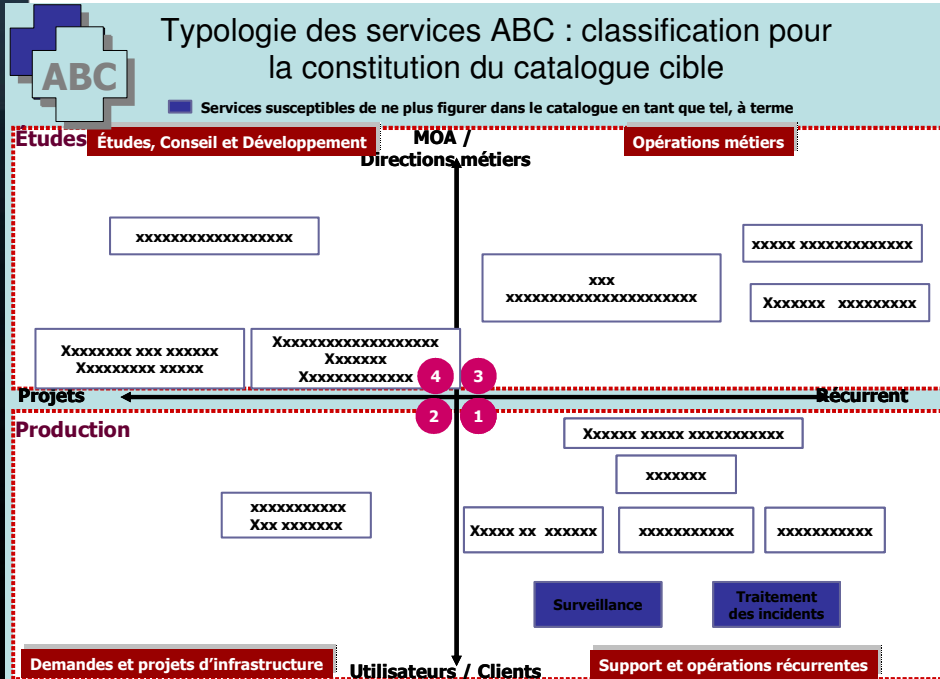 Typologie des services ABC : classification pour
la constitution du catalogue cible
ABC
Services susceptibles de ne plus figurer dans le catalogue en tant que tel, à terme
Études
Études, Conseil et Développement
MOA /
Directions métiers
Opérations métiers
xxxxxxxxxxxxxxxxxx
xxxxx xxxxxxxxxxxxx
xxx
xxxxxxxxxxxxxxxxxxxxxx
Xxxxxxx xxxxxxxxx
Xxxxxxxx xxx xxxxxx
Xxxxxxxxx xxxxx
Xxxxxxxxxxxxxxxxxxx
Xxxxxxx
Xxxxxxxxxxxxx
4
3
Projets
Récurrent
2
1
Production
Xxxxxx xxxxx xxxxxxxxxxx
xxxxxxx
xxxxxxxxxxx
Xxx xxxxxxx
Xxxxx xx xxxxxx
xxxxxxxxxxx
xxxxxxxxxxx
Surveillance
Traitement
des incidents
Demandes et projets d'infrastructure
Utilisateurs / Clients
Support et opérations récurrentes